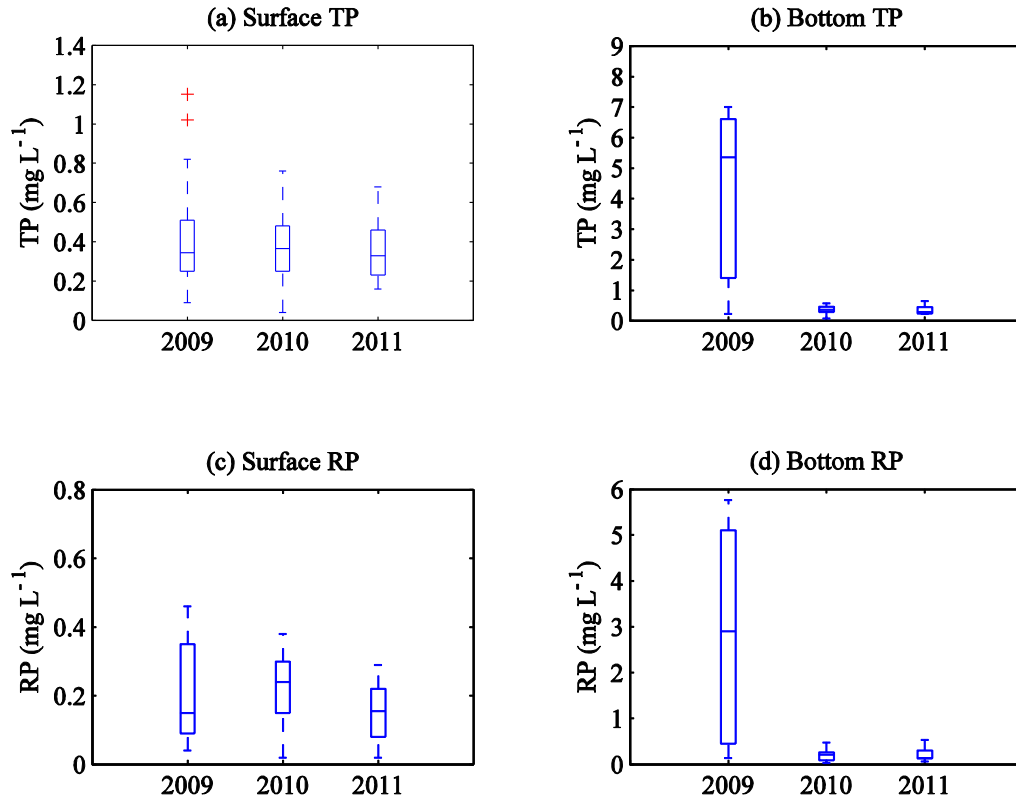 (a) Surface TP
TP (mg L⁻¹)
1.4
1.2
1
0.8
0.6
0.4
0.2
0
2009 2010 2011
(b) Bottom TP
TP (mg L⁻¹)
9
8
7
6
5
4
3
2
1
0
2009 2010 2011
(c) Surface RP
RP (mg L⁻¹)
0.8
0.6
0.4
0.2
0
2009 2010 2011
(d) Bottom RP
RP (mg L⁻¹)
6
5
4
3
2
1
0
2009 2010 2011